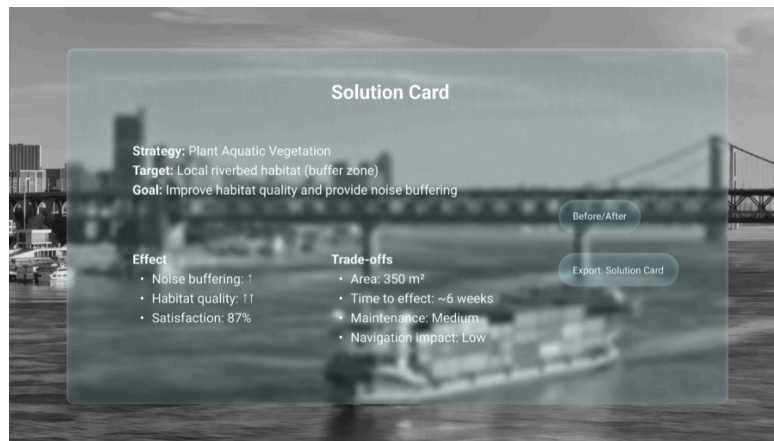 Solution Card
Strategy: Plant Aquatic Vegetation
Target: Local riverbed habitat (buffer zone)
Goal: Improve habitat quality and provide noise buffering
Before/After
Export: Solution Card
Effect
• Noise buffering: ↑
• Habitat quality: ↑↑
• Satisfaction: 87%
Trade-offs
• Area: 350 m²
• Time to effect: ~6 weeks
• Maintenance: Medium
• Navigation impact: Low